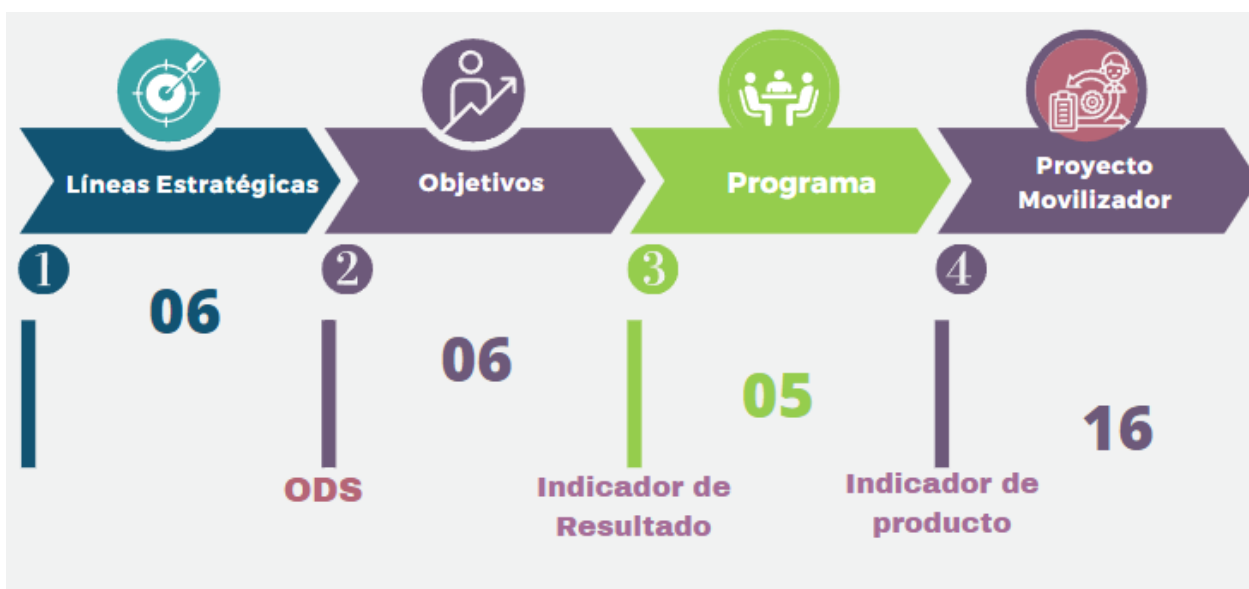 Líneas Estratégicas
Objetivos
Programa
Proyecto
Movilizador
1
2
3
4
06
06
05
16
ODS
Indicador de
Resultado
Indicador de
producto